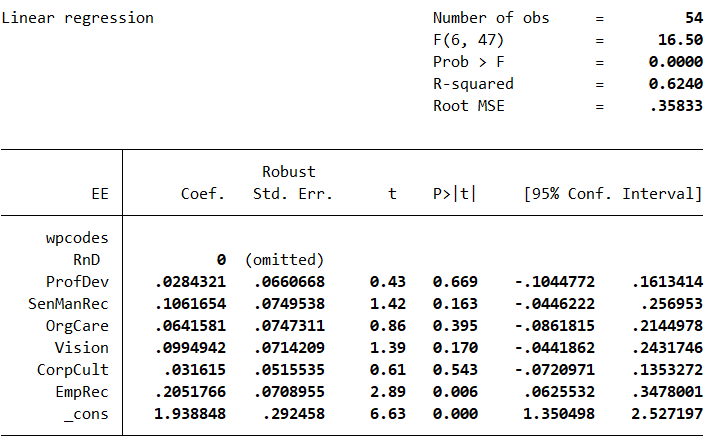 Linear regression Number of obs = 54
F(6, 47) = 16.50
Prob > F = 0.0000
R-squared = 0.6240
Root MSE = .35833
Robust
EE Coef. Std. Err. t P>|t| [95% Conf. Interval]
wpcodes
RnD 0 (omitted)
ProfDev .0284321 .0660668 0.43 0.669 -.1044772 .1613414
SenManRec .1061654 .0749538 1.42 0.163 -.0446222 .256953
OrgCare .0641581 .0747311 0.86 0.395 -.0861815 .2144978
Vision .0994942 .0714209 1.39 0.170 -.0441862 .2431746
CorpCult .031615 .0515535 0.61 0.543 -.0720971 .1353272
EmpRec .2051766 .0708955 2.89 0.006 .0625532 .3478001
_cons 1.938848 .292458 6.63 0.000 1.350498 2.527197